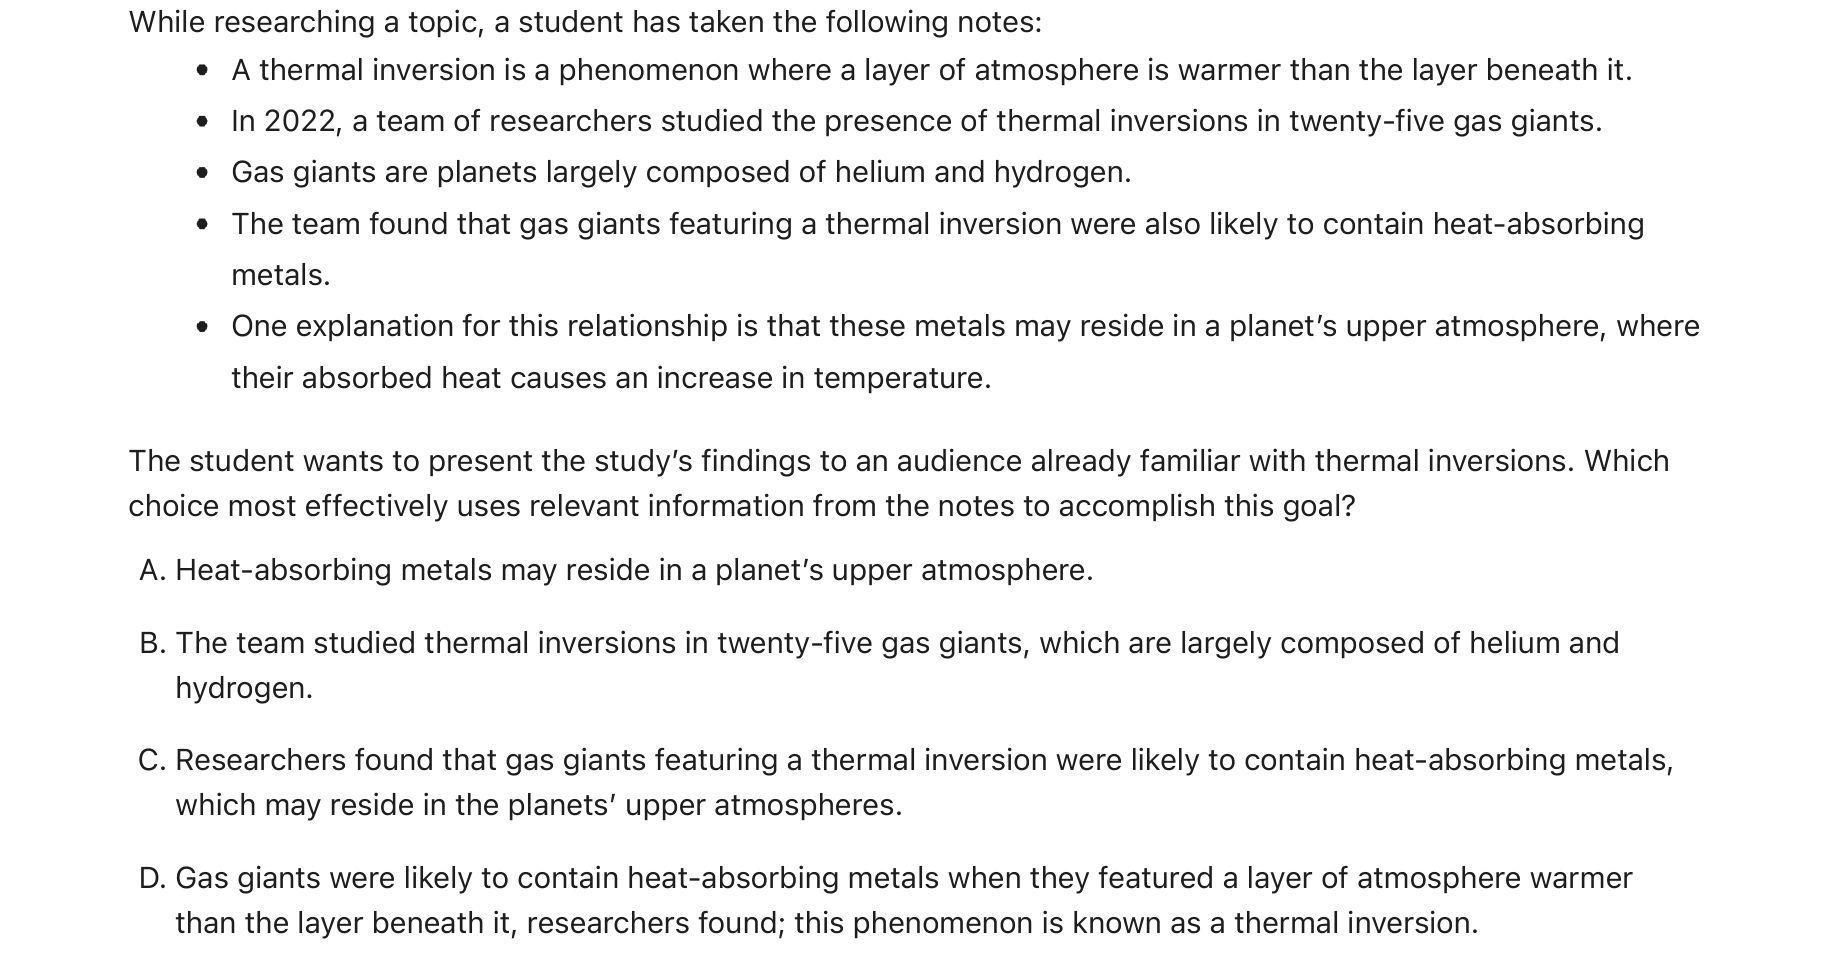 While researching a topic, a student has taken the following notes:
• A thermal inversion is a phenomenon where a layer of atmosphere is warmer than the layer beneath it.
• In 2022, a team of researchers studied the presence of thermal inversions in twenty-five gas giants.
• Gas giants are planets largely composed of helium and hydrogen.
• The team found that gas giants featuring a thermal inversion were also likely to contain heat-absorbing
metals.
• One explanation for this relationship is that these metals may reside in a planet’s upper atmosphere, where
their absorbed heat causes an increase in temperature.
The student wants to present the study’s findings to an audience already familiar with thermal inversions. Which
choice most effectively uses relevant information from the notes to accomplish this goal?
A. Heat-absorbing metals may reside in a planet’s upper atmosphere.
B. The team studied thermal inversions in twenty-five gas giants, which are largely composed of helium and
hydrogen.
C. Researchers found that gas giants featuring a thermal inversion were likely to contain heat-absorbing metals,
which may reside in the planets’ upper atmospheres.
D. Gas giants were likely to contain heat-absorbing metals when they featured a layer of atmosphere warmer
than the layer beneath it, researchers found; this phenomenon is known as a thermal inversion.